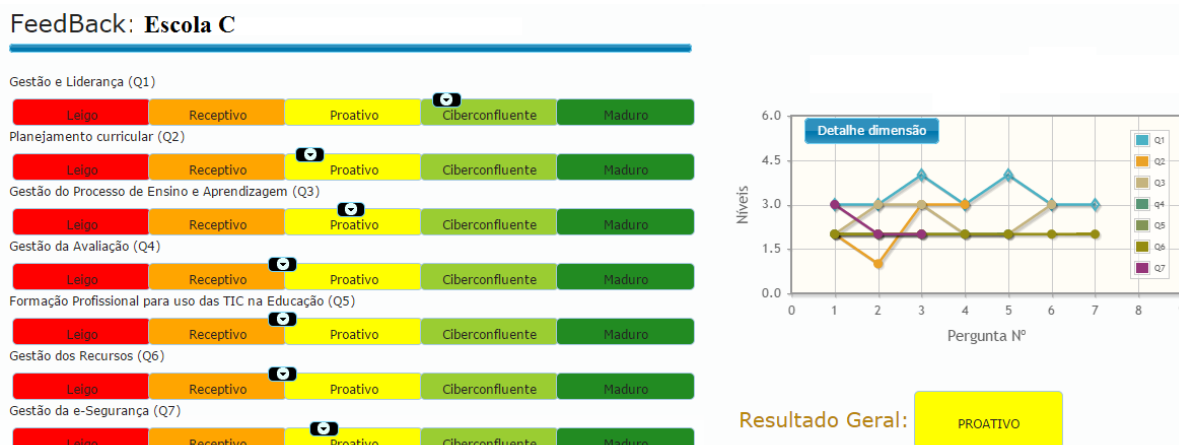 FeedBack: Escola C
Gestão e Liderança (Q1)
Leigo Receptivo Proativo Ciberconfluente Maduro
Planejamento curricular (Q2)
Leigo Receptivo Proativo Ciberconfluente Maduro
Gestão do Processo de Ensino e Aprendizagem (Q3)
Leigo Receptivo Proativo Ciberconfluente Maduro
Gestão da Avaliação (Q4)
Leigo Receptivo Proativo Ciberconfluente Maduro
Formação Profissional para uso das TIC na Educação (Q5)
Leigo Receptivo Proativo Ciberconfluente Maduro
Gestão dos Recursos (Q6)
Leigo Receptivo Proativo Ciberconfluente Maduro
Gestão da e-Segurança (Q7)
Leigo Receptivo Proativo Ciberconfluente Maduro
Detalhe dimensão
6.0
4.5
3.0
1.5
0.0
Níveis
0 1 2 3 4 5 6 7 8
Pergunta Nº
Q1
Q2
Q3
Q4
Q5
Q6
Q7
Resultado Geral: PROATIVO